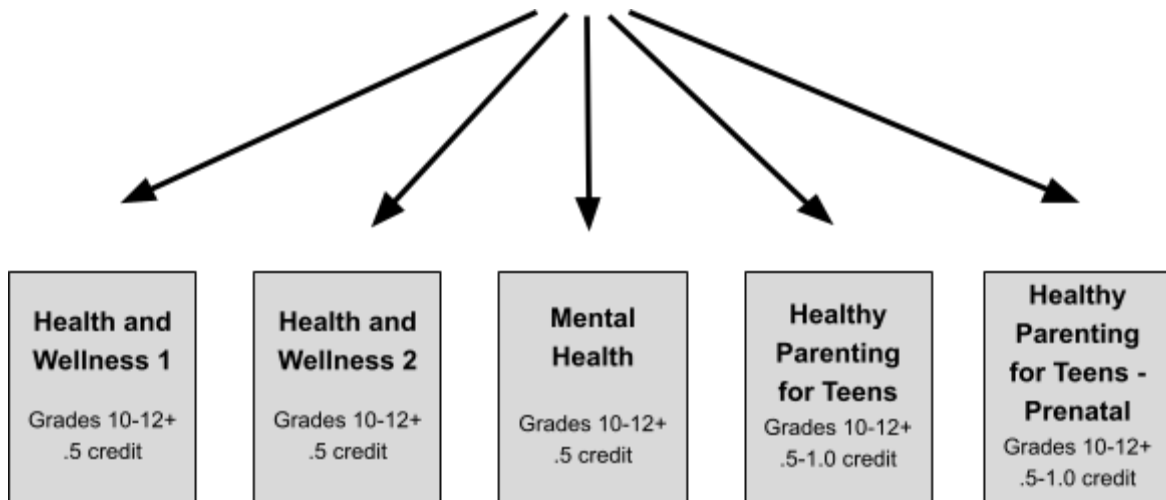 Health and
Wellness 1
Grades 10-12+
.5 credit
Health and
Wellness 2
Grades 10-12+
.5 credit
Mental
Health
Grades 10-12+
.5 credit
Healthy
Parenting
for Teens
Grades 10-12+
.5-1.0 credit
Healthy
Parenting
for Teens -
Prenatal
Grades 10-12+
.5-1.0 credit